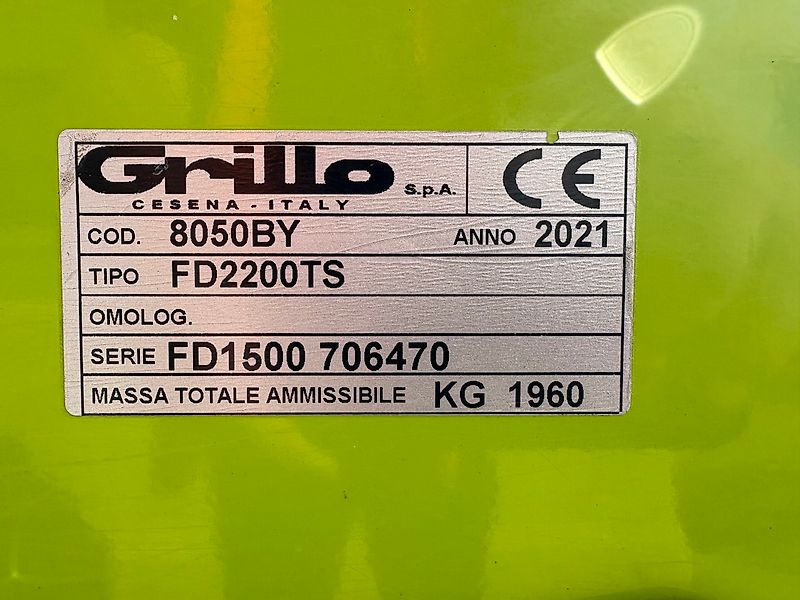 Grillo S.p.A. CE
CESENA - ITALY
COD. 8050BY ANNO 2021
TIPO FD2200TS
OMOLOG.
SERIE FD1500 706470
MASSA TOTALE AMMISSIBILE KG 1960